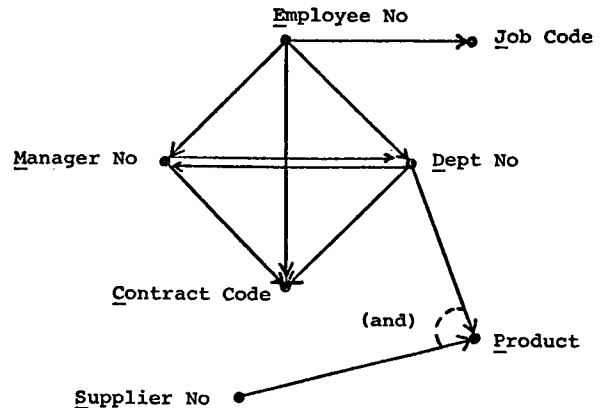 Employee No
Job Code
Manager No
Dept No
Contract Code
(and)
Product
Supplier No